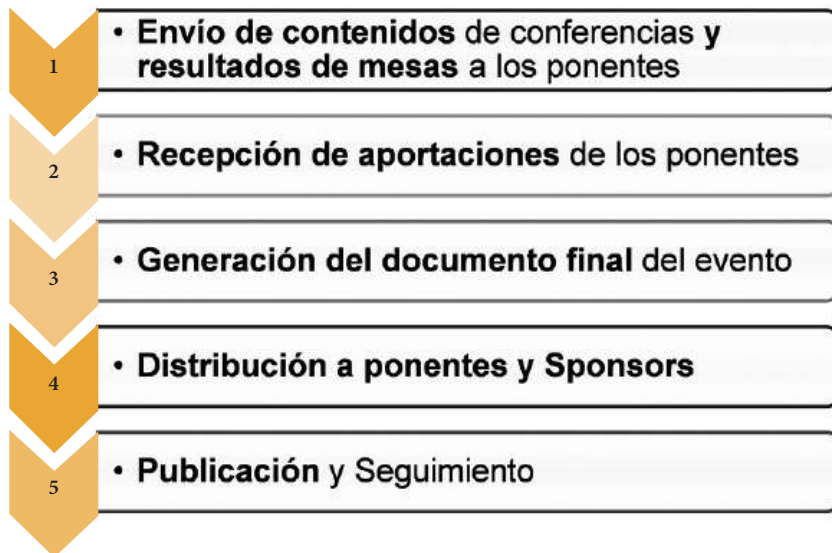 1
• Envío de contenidos de conferencias y
resultados de mesas a los ponentes
2
• Recepción de aportaciones de los ponentes
3
• Generación del documento final del evento
4
• Distribución a ponentes y Sponsors
5
• Publicación y Seguimiento